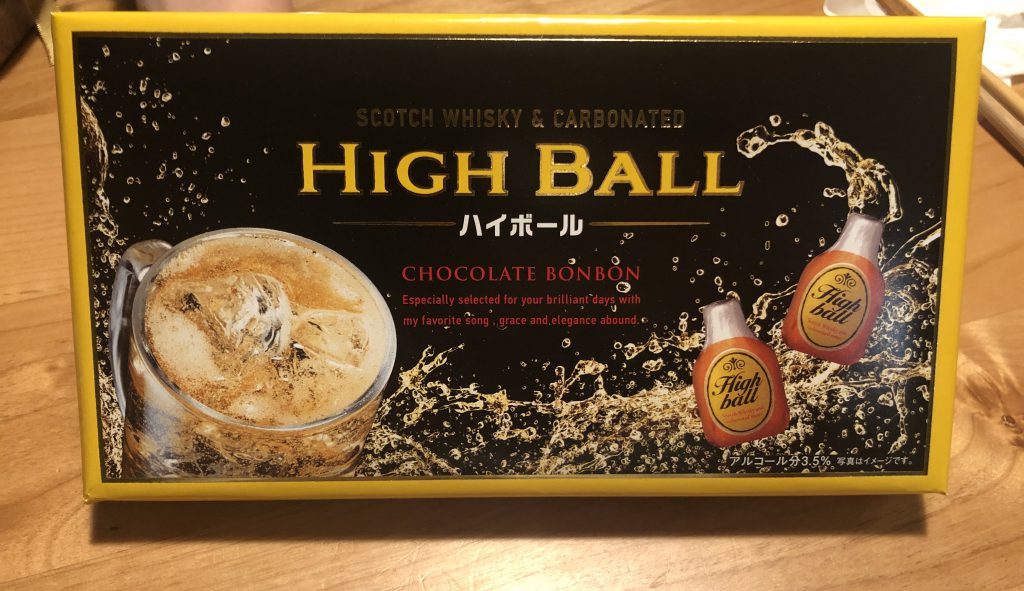 SCOTCH WHISKY & CARBONATED
HIGH BALL
ハイボール
CHOCOLATE BONBON
Especially selected for your brilliant days with
my favorite song , grace and,elegance abound.
High
ball
High
ball
アルコール分3.5% 写真はイメージです。